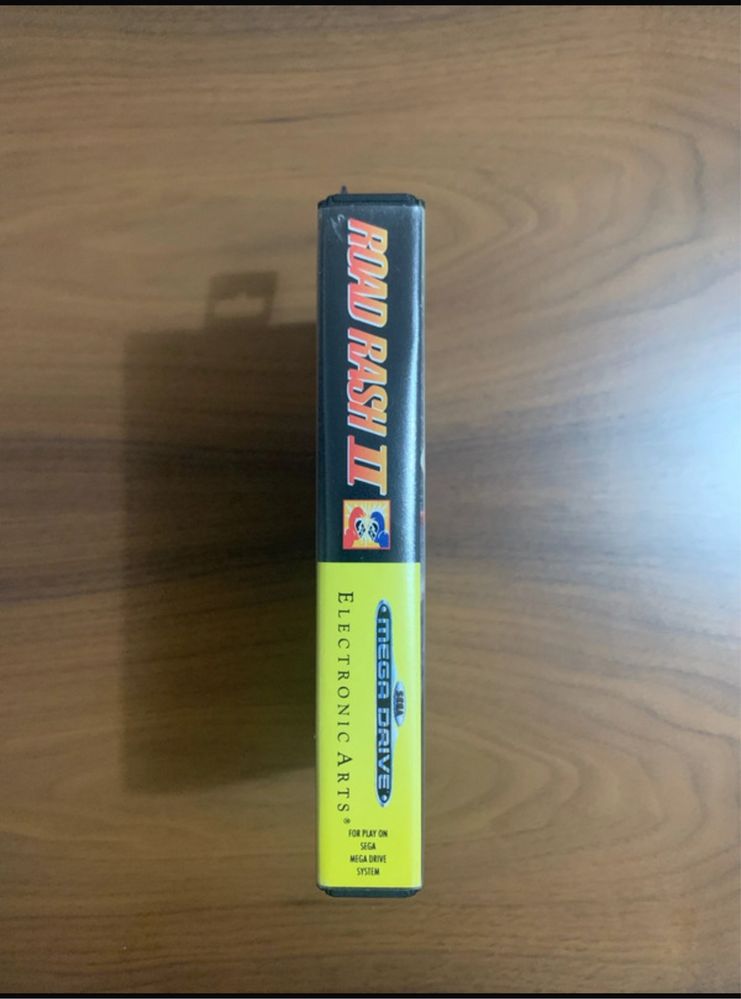 ROAD RASH II
SEGA
MEGA DRIVE
ELECTRONIC ARTS®
FOR PLAY ON
SEGA
MEGA DRIVE
SYSTEM